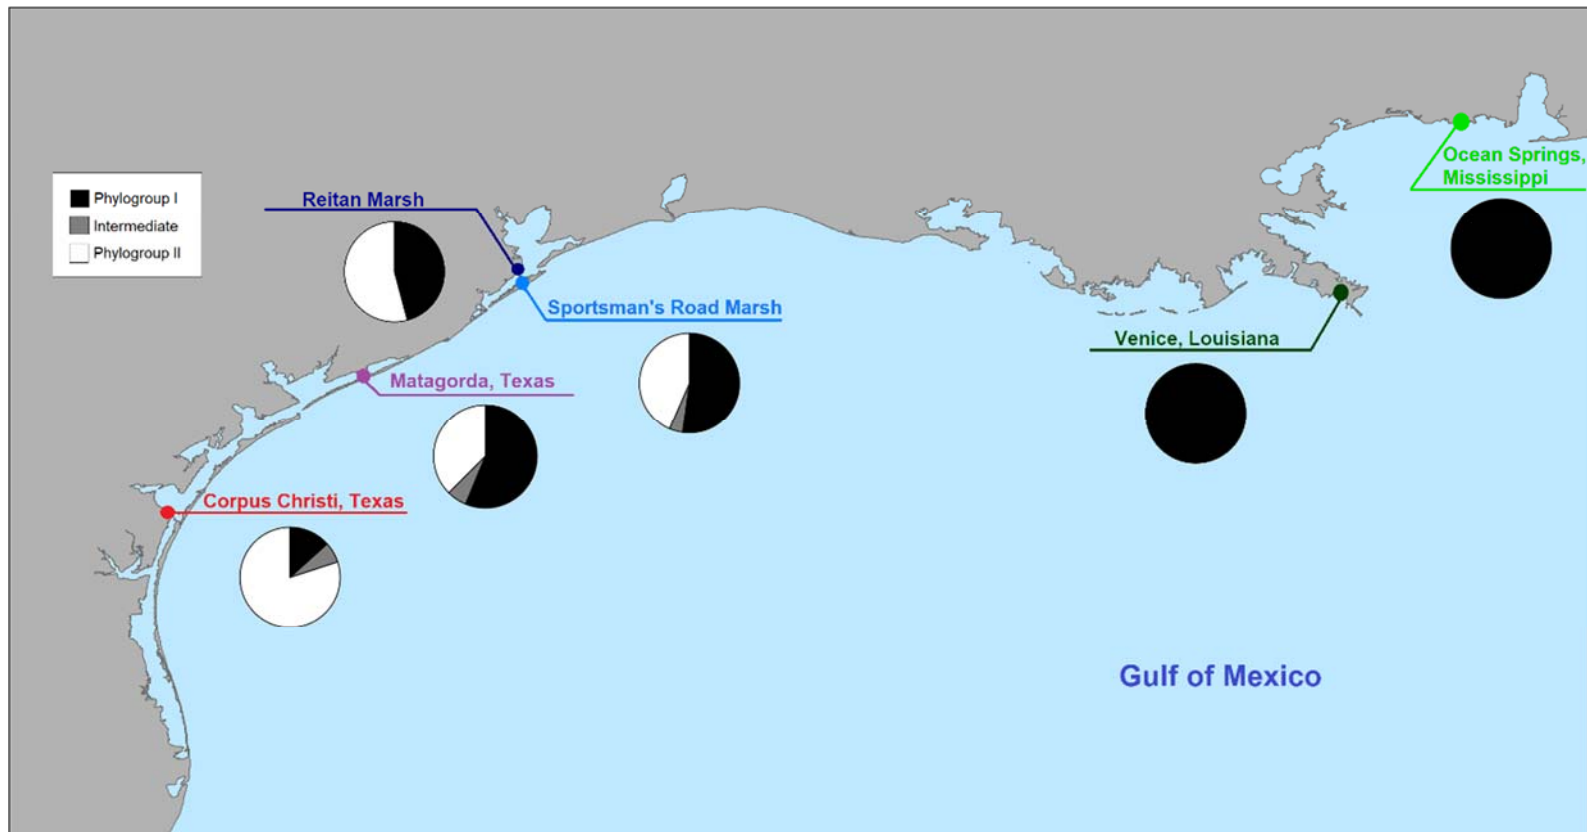 Ocean Springs,
Mississippi
Phylogroup I
Intermediate
Phylogroup II
Reitan Marsh
Sportsman's Road Marsh
Venice, Louisiana
Matagorda, Texas
Corpus Christi, Texas
Gulf of Mexico